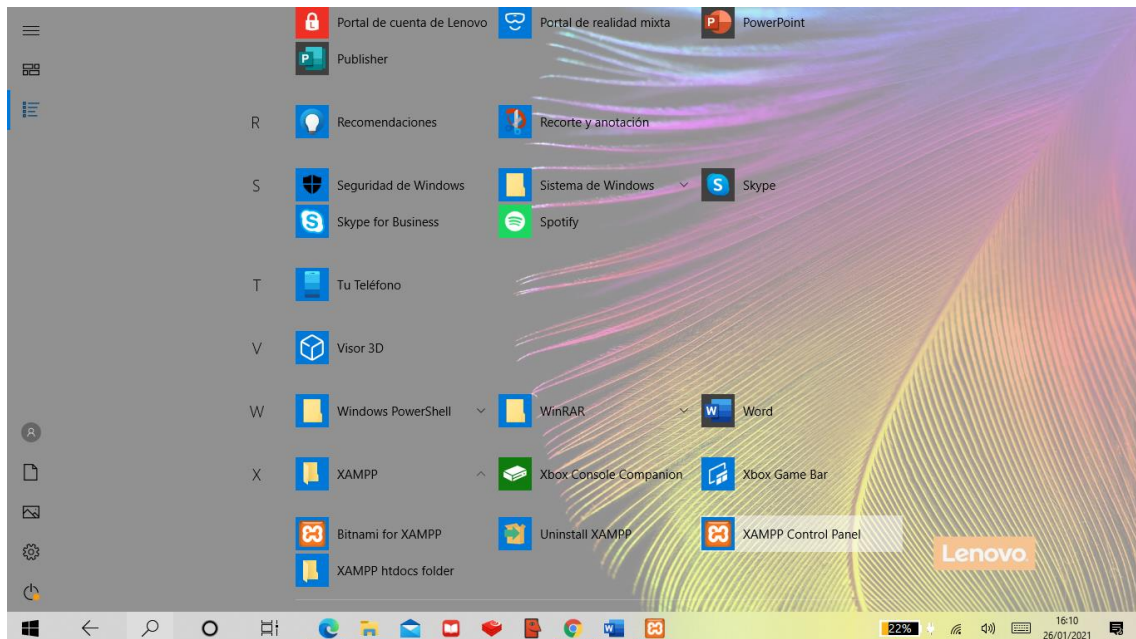 Portal de cuenta de Lenovo
Portal de realidad mixta
PowerPoint
Publisher
R
Recomendaciones
Recorte y anotación
S
Seguridad de Windows
Sistema de Windows
Skype
Skype for Business
Spotify
T
Tu Teléfono
V
Visor 3D
W
Windows PowerShell
WinRAR
Word
X
XAMPP
Xbox Console Companion
Xbox Game Bar
Bitnami for XAMPP
Uninstall XAMPP
XAMPP Control Panel
XAMPP htdocs folder
Lenovo
22%
16:10
26/01/2021